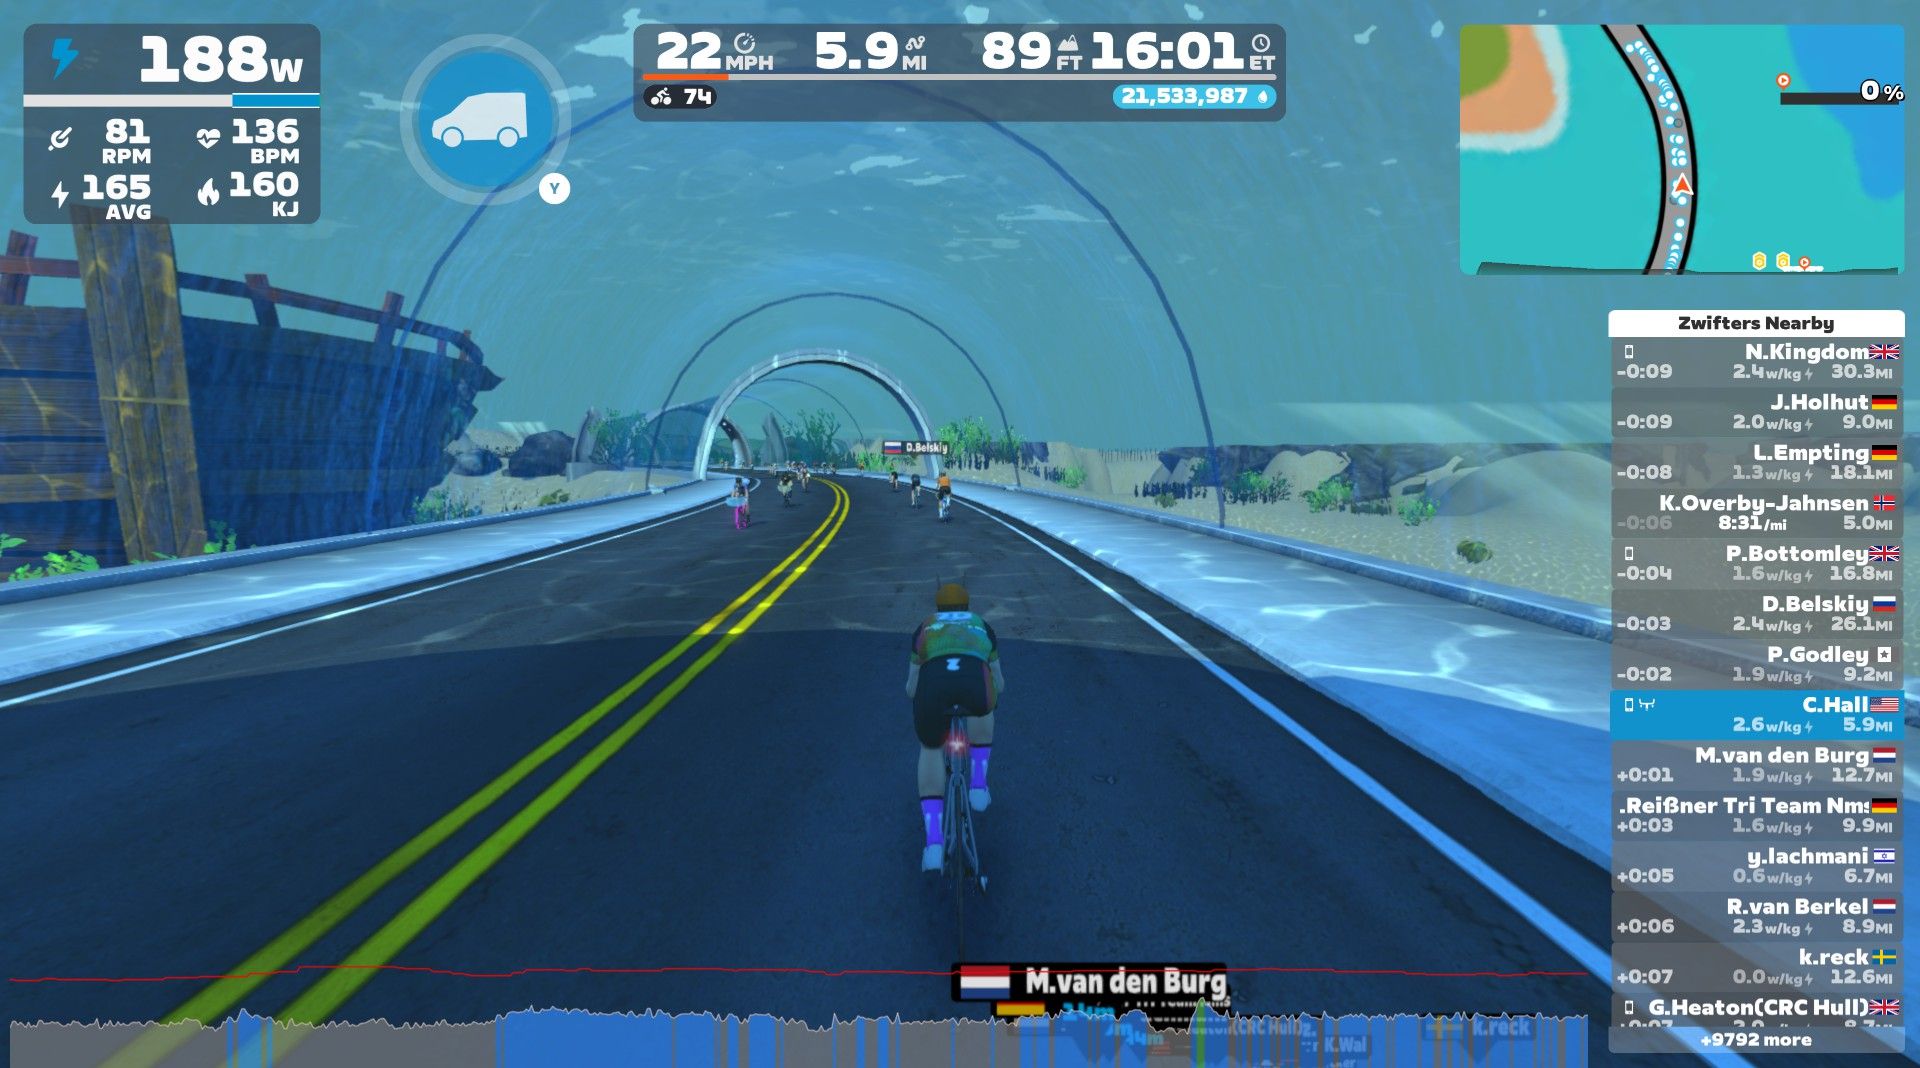 188w
81 RPM
136 BPM
165 AVG
160 KJ
Y
22 MPH 5.9 MI 89 FT 16:01 ET
74
21,533,987
0 %
Zwifters Nearby
N.Kingdom
-0:09 2.4w/kg 30.3MI
J.Holhut
-0:09 2.0w/kg 9.0MI
L.Empting
-0:08 1.3w/kg 18.1MI
K.Overby-Jahnsen
-0:06 8:31/mi 5.0MI
P.Bottomley
-0:04 1.6w/kg 16.8MI
D.Belskiy
-0:03 2.4w/kg 26.1MI
P.Godley
-0:02 1.9w/kg 9.2MI
C.Hall
2.6w/kg 5.9MI
M.van den Burg
+0:01 1.9w/kg 12.7MI
.Reißner Tri Team Nms
+0:03 1.6w/kg 9.9MI
y.lachmani
+0:05 0.6w/kg 6.7MI
R.van Berkel
+0:06 2.3w/kg 8.9MI
k.reck
+0:07 0.0w/kg 12.6MI
G.Heaton(CRC Hull)
+9792 more
D.Belskiy
M.van den Burg
k.reck
K.Wal